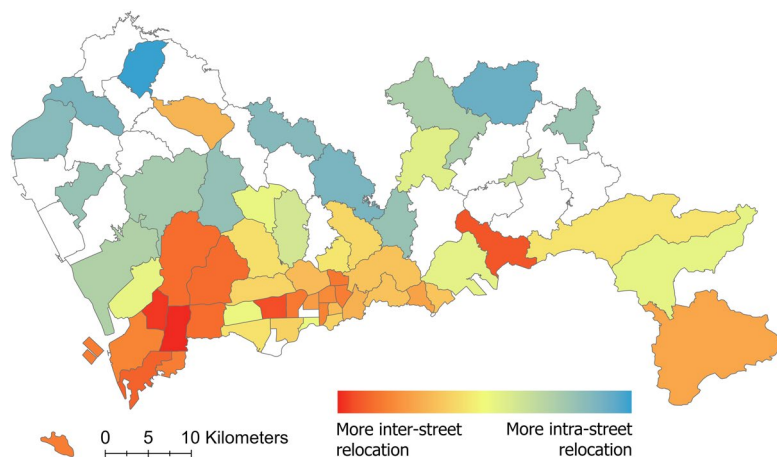 More inter-street
relocation
More intra-street
relocation
0 5 10 Kilometers